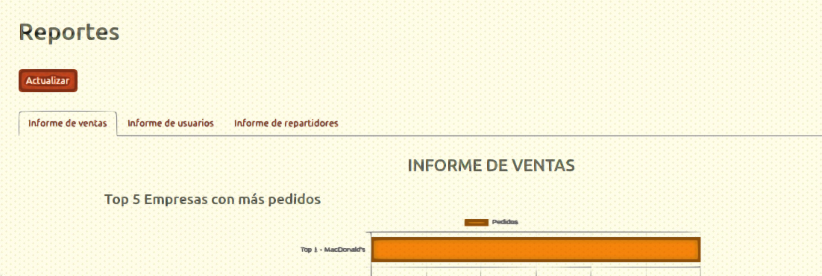 Reportes
Actualizar
Informe de ventas Informe de usuarios Informe de repartidores
INFORME DE VENTAS
Top 5 Empresas con más pedidos
Pedidos
Top 1 - MacDonald's